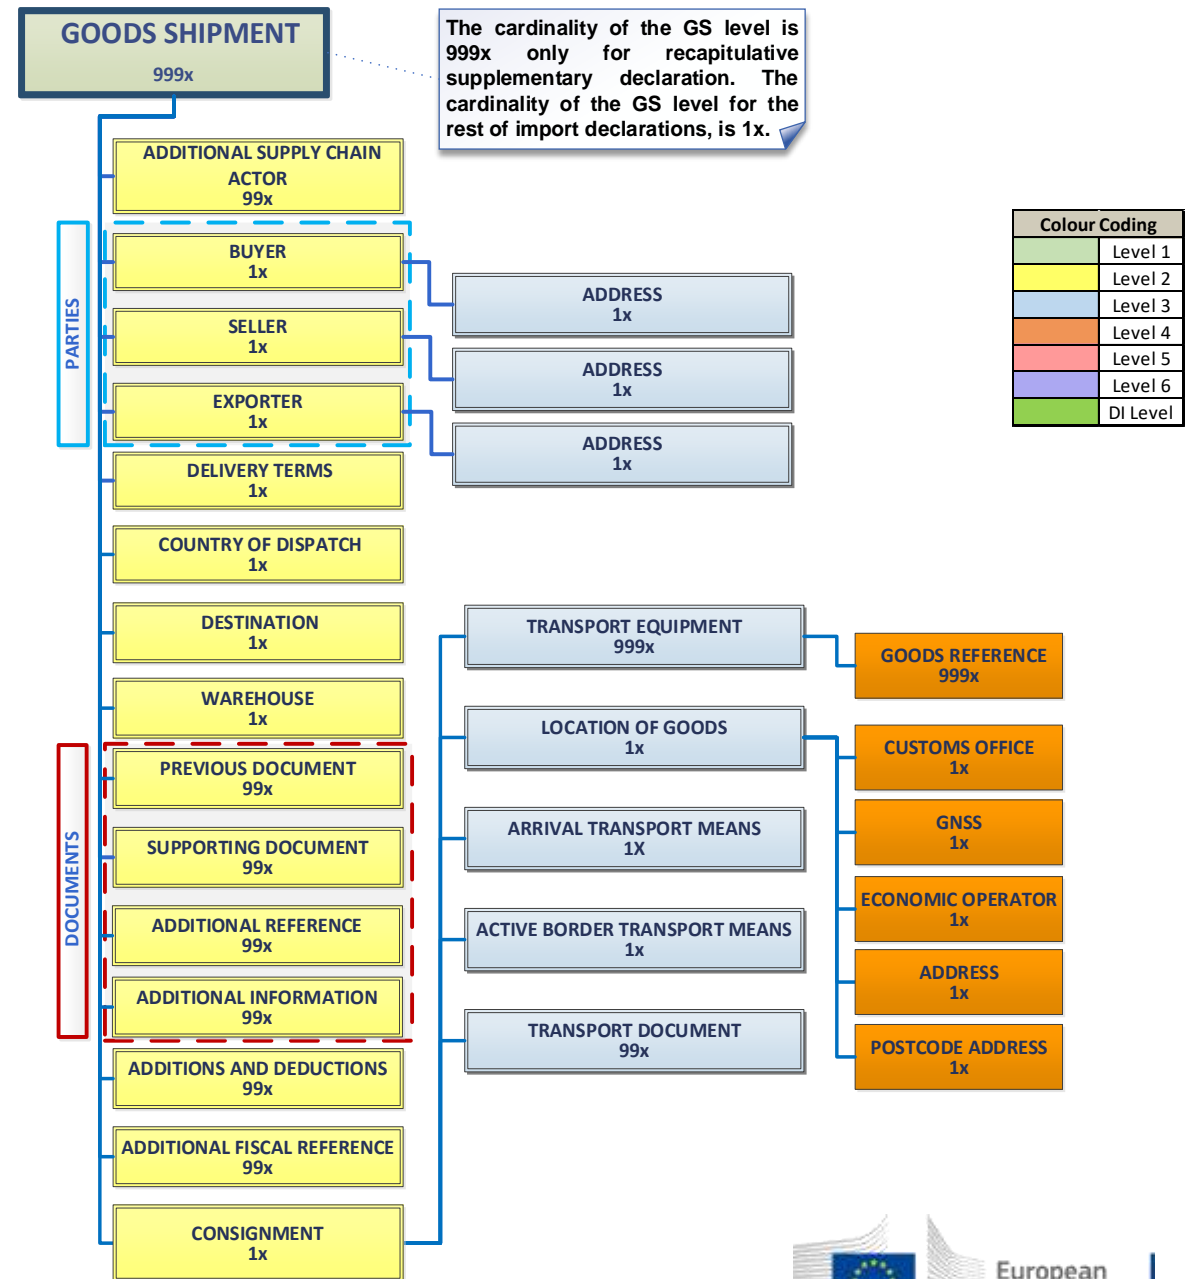 GOODS SHIPMENT
999x
The cardinality of the GS level is
999x only for recapitulative
supplementary declaration. The
cardinality of the GS level for the
rest of import declarations, is 1x.
ADDITIONAL SUPPLY CHAIN
ACTOR
99x
PARTIES
BUYER
1x
SELLER
1x
EXPORTER
1x
ADDRESS
1x
ADDRESS
1x
ADDRESS
1x
Colour Coding
Level 1
Level 2
Level 3
Level 4
Level 5
Level 6
DI Level
DELIVERY TERMS
1x
COUNTRY OF DISPATCH
1x
DESTINATION
1x
WAREHOUSE
1x
DOCUMENTS
PREVIOUS DOCUMENT
99x
SUPPORTING DOCUMENT
99x
ADDITIONAL REFERENCE
99x
ADDITIONAL INFORMATION
99x
ADDITIONS AND DEDUCTIONS
99x
ADDITIONAL FISCAL REFERENCE
99x
CONSIGNMENT
1x
TRANSPORT EQUIPMENT
999x
LOCATION OF GOODS
1x
ARRIVAL TRANSPORT MEANS
1X
ACTIVE BORDER TRANSPORT MEANS
1x
TRANSPORT DOCUMENT
99x
GOODS REFERENCE
999x
CUSTOMS OFFICE
1x
GNSS
1x
ECONOMIC OPERATOR
1x
ADDRESS
1x
POSTCODE ADDRESS
1x
European